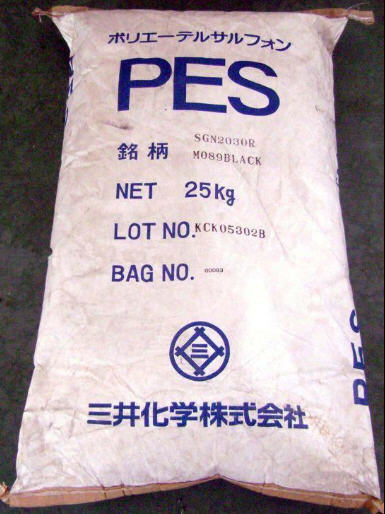 ポリエーテルサルフォン
PES
銘柄 SGN2030R
M089BLACK
NET 25kg
LOT NO. KCK05302B
BAG NO.
三
三井化学株式会社
PES